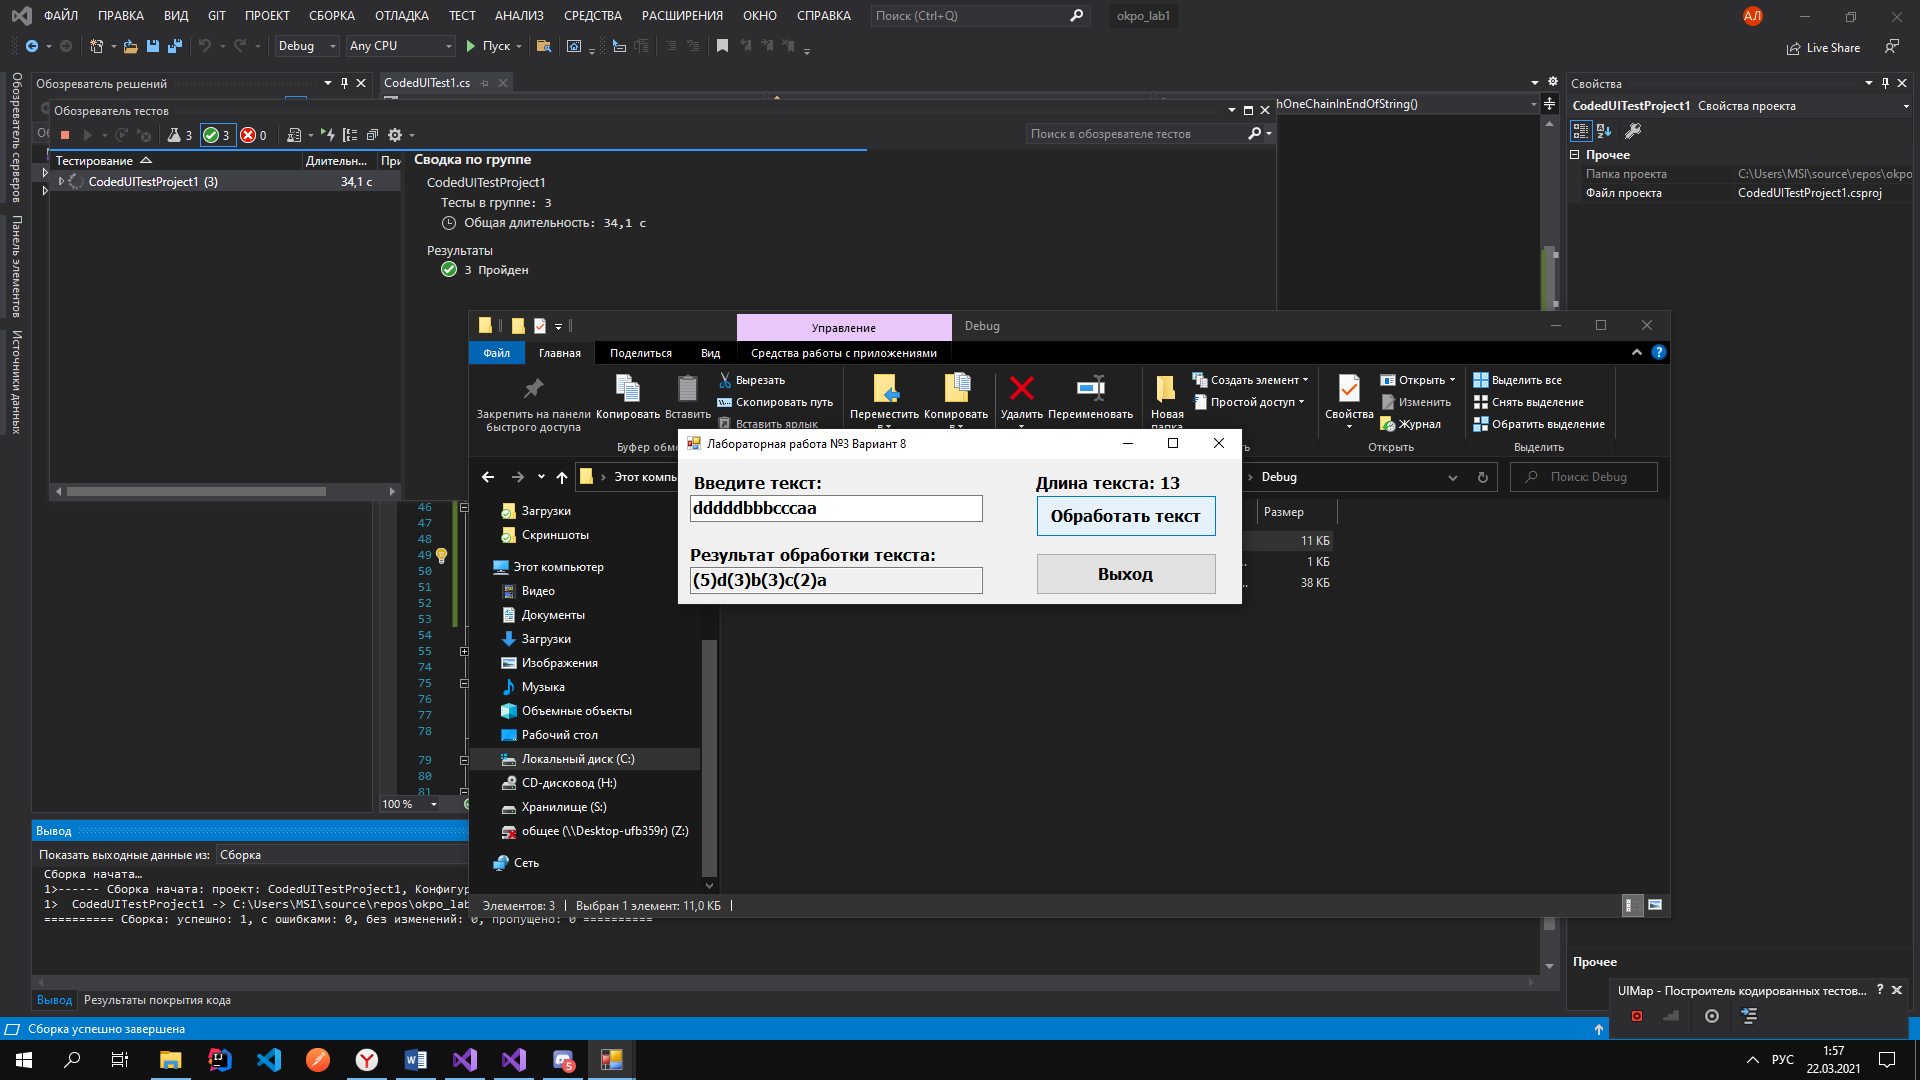 ФАЙЛ ПРАВКА ВИД GIT ПРОЕКТ СБОРКА ОТЛАДКА ТЕСТ АНАЛИЗ СРЕДСТВА РАСШИРЕНИЯ ОКНО СПРАВКА Поиск (Ctrl+Q) okpo_lab1 АЛ
Debug Any CPU Пуск Live Share
Обозреватель серверов
Панель элементов
Источники данных
Обозреватель решений
CodedUITest1.cs
Обозреватель тестов
3 3 0
Поиск в обозревателе тестов
Тестирование Длительн... При
CodedUITestProject1 (3) 34,1 с
Сводка по группе
CodedUITestProject1
Тесты в группе: 3
Общая длительность: 34,1 с
Результаты
3 Пройден
hOneChainInEndOfString()
Свойства
CodedUITestProject1 Свойства проекта
Прочее
Папка проекта C:\Users\MSI\source\repos\okpo
Файл проекта CodedUITestProject1.csproj
Управление Debug
Файл Главная Поделиться Вид Средства работы с приложениями
Закрепить на панели быстрого доступа
Копировать
Вставить
Вырезать
Скопировать путь
Вставить ярлык
Буфер обме
Переместить в
Копировать в
Удалить
Переименовать
Новая папка
Создать элемент
Простой доступ
Свойства
Открыть
Изменить
Журнал
Открыть
Выделить все
Снять выделение
Обратить выделение
Выделить
Этот компь
Debug
Поиск: Debug
Размер
11 КБ
1 КБ
38 КБ
Лабораторная работа №3 Вариант 8
Введите текст:
dddddbbbcccaa
Длина текста: 13
Обработать текст
Результат обработки текста:
(5)d(3)b(3)c(2)a
Выход
Загрузки
Скриншоты
Этот компьютер
Видео
Документы
Загрузки
Изображения
Музыка
Объемные объекты
Рабочий стол
Локальный диск (C:)
CD-дисковод (H:)
Хранилище (S:)
общее (\\Desktop-ufb359r) (Z:)
Сеть
Элементов: 3 Выбран 1 элемент: 11,0 КБ
46
47
48
49
50
51
52
53
54
55
74
75
76
77
78
79
80
81
100 %
Вывод
Показать выходные данные из: Сборка
Сборка начата…
1>------ Сборка начата: проект: CodedUITestProject1, Конфигур
1> CodedUITestProject1 -> C:\Users\MSI\source\repos\okpo_lab
========== Сборка: успешно: 1, с ошибками: 0, без изменений: 0, пропущено: 0 ==========
Вывод Результаты покрытия кода
Прочее
UIMap - Построитель кодированных тестов... ?
Сборка успешно завершена
5
РУС
1:57
22.03.2021